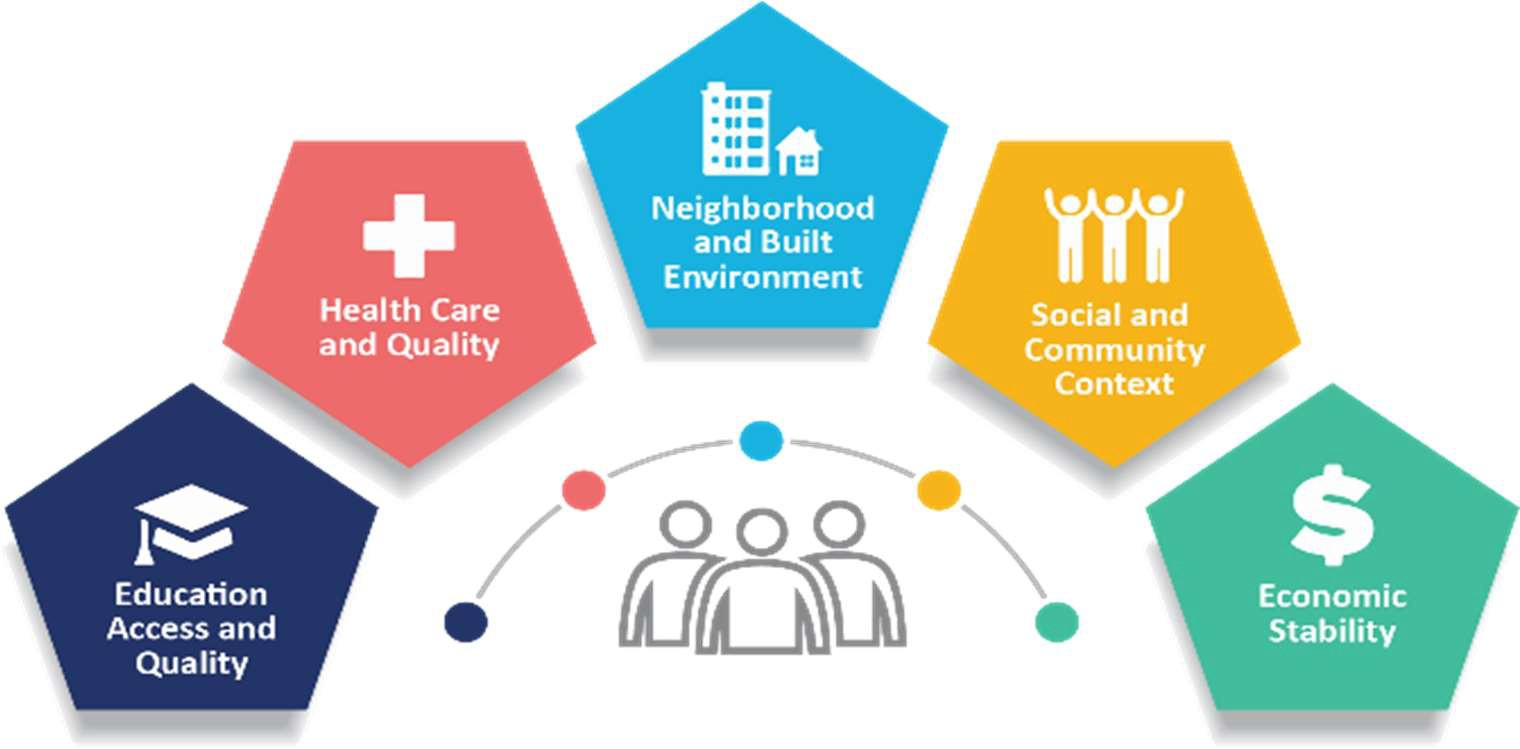 Neighborhood
and Built
Environment
Health Care
and Quality
Social and
Community
Context
Education
Access and
Quality
Economic
Stability